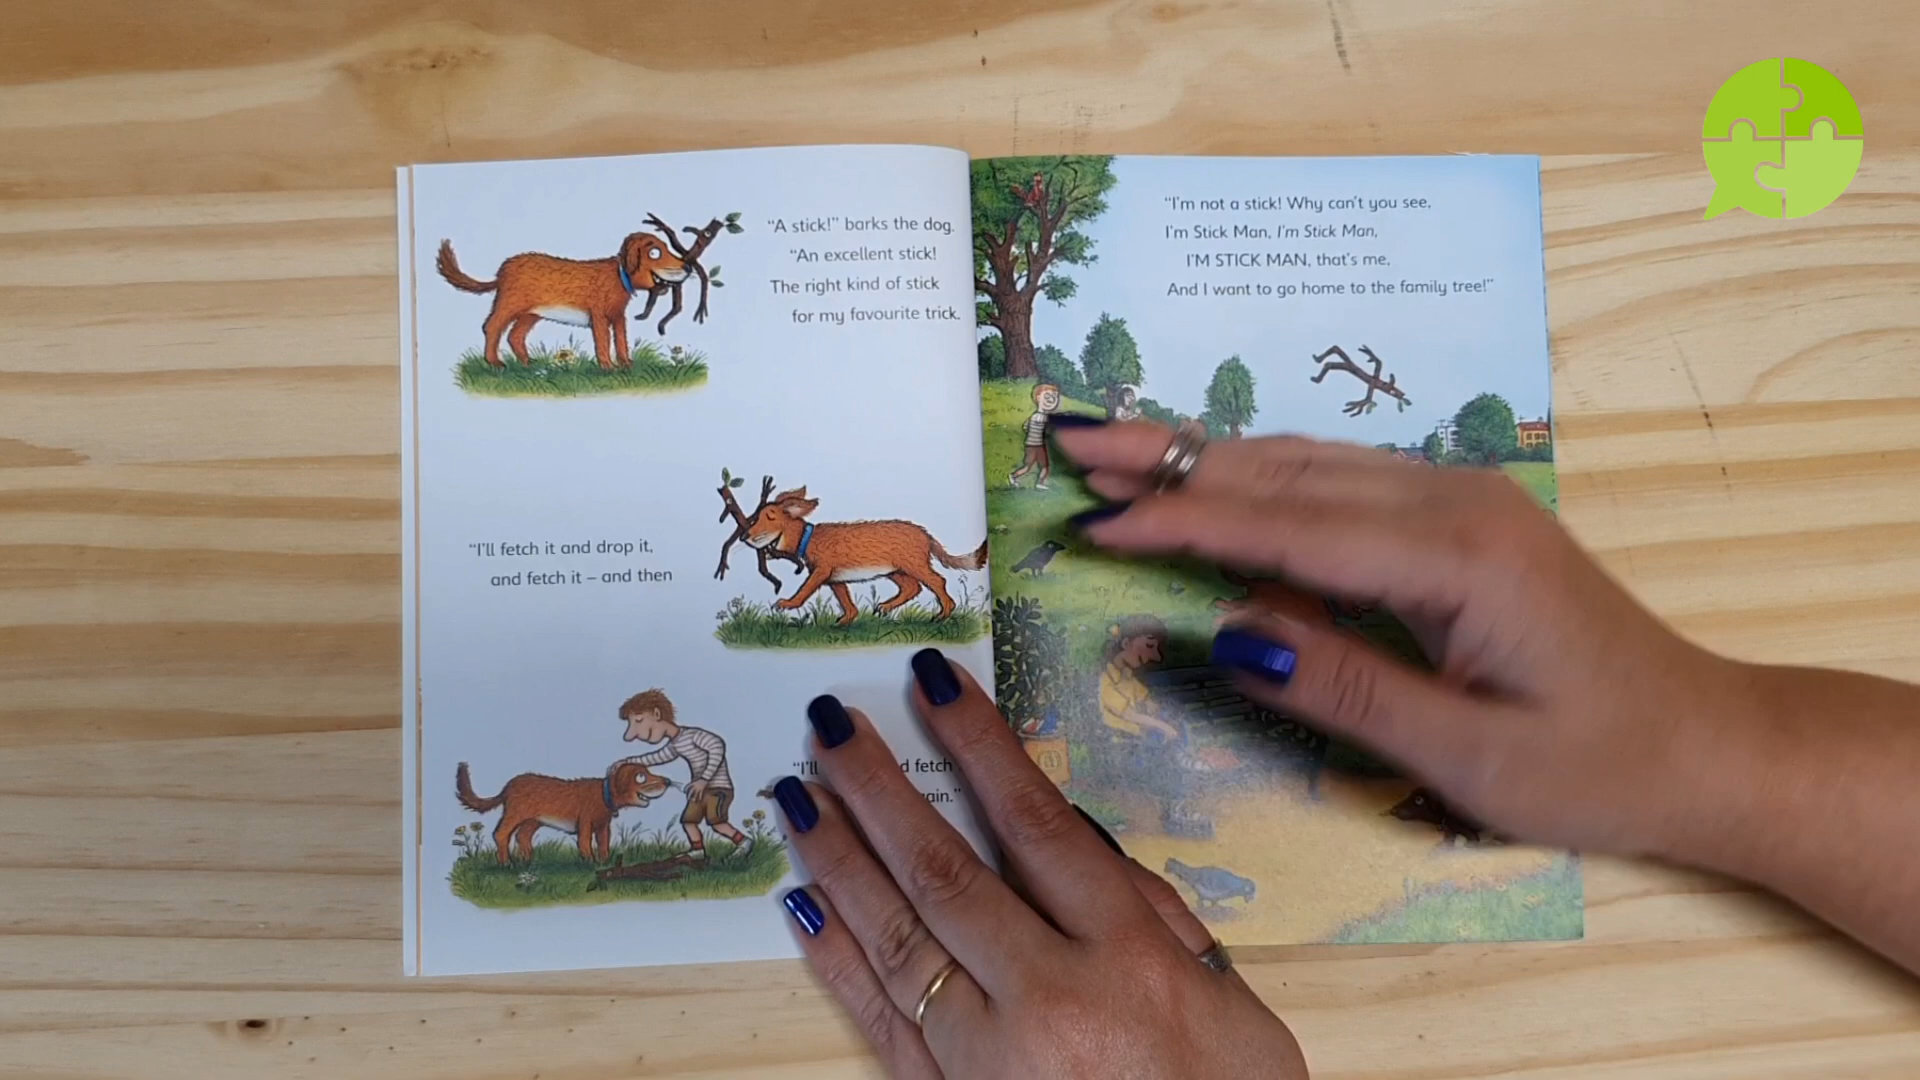 “A stick!” barks the dog.
“An excellent stick!
The right kind of stick
for my favourite trick.
“I’ll fetch it and drop it,
and fetch it – and then
“I’ll fetch
“I’m not a stick! Why can’t you see,
I’m Stick Man, I’m Stick Man,
I’M STICK MAN, that’s me,
And I want to go home to the family tree!”